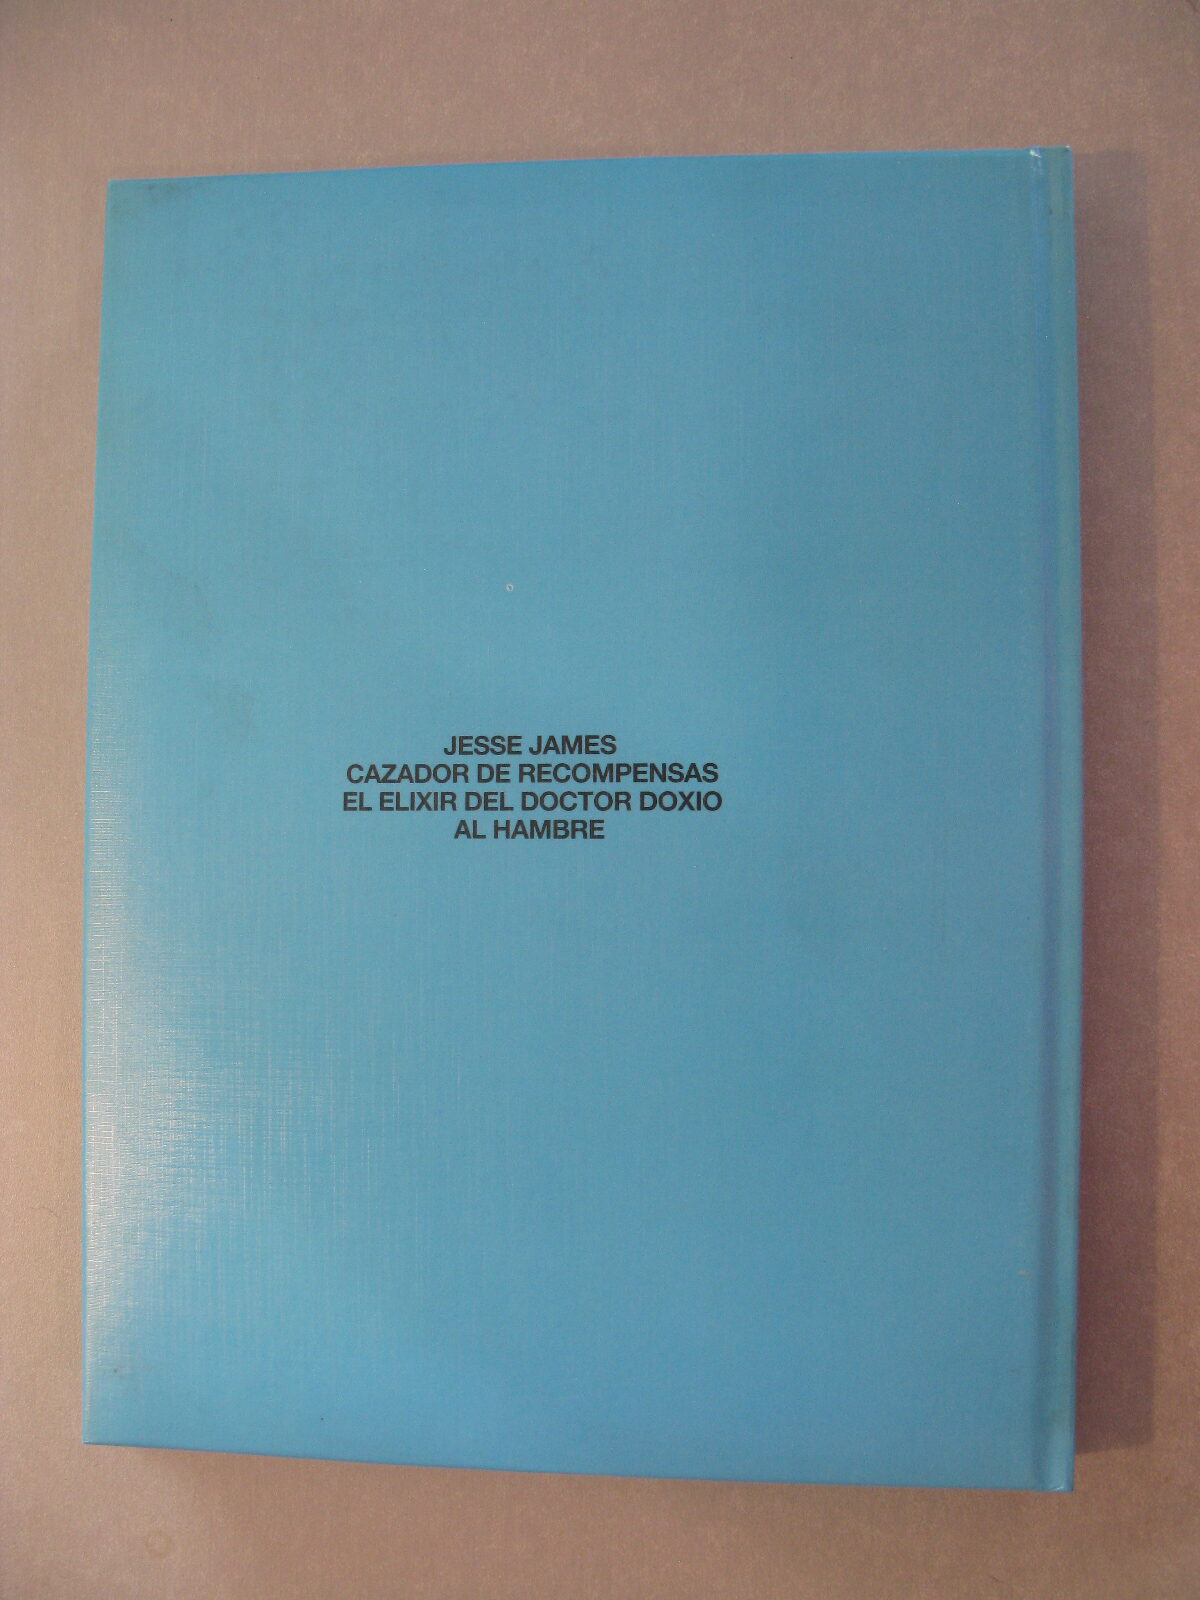 JESSE JAMES
CAZADOR DE RECOMPENSAS
EL ELIXIR DEL DOCTOR DOXIO
AL HAMBRE